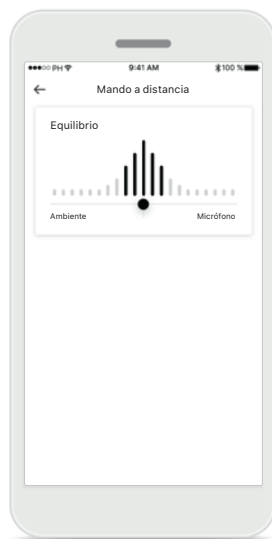 PH 9:41 AM 100 %
Mando a distancia
Equilibrio
Ambiente Micrófono